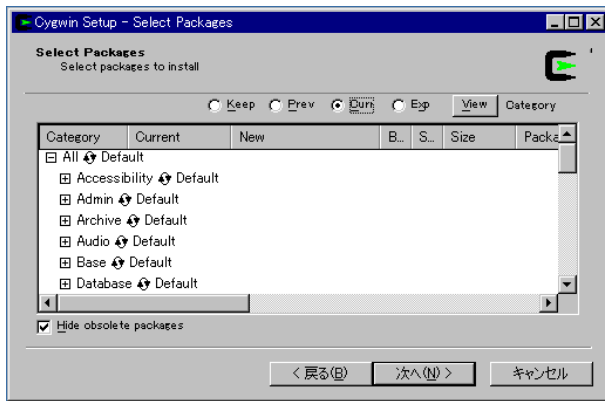 Cygwin Setup - Select Packages
Select Packages
Select packages to install
Keep Prev Curr Exp View Category
Category Current New B... S... Size Packa
All Default
Accessibility Default
Admin Default
Archive Default
Audio Default
Base Default
Database Default
Hide obsolete packages
< 戻る(B) 次へ(N) > キャンセル